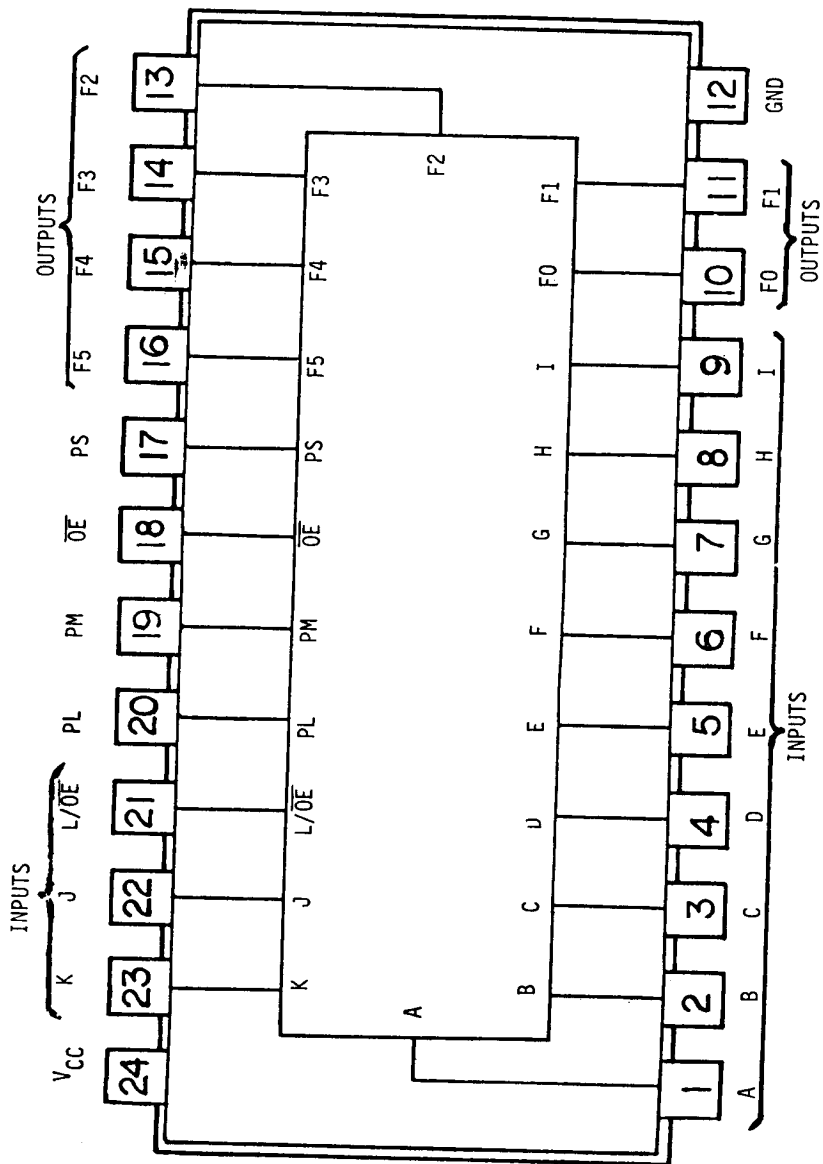 OUTPUTS
INPUTS
VCC K J L/OE PL PM OE PS F5 F4 F3 F2
24 23 22 21 20 19 18 17 16 15 14 13
K J L/OE PL PM OE PS F5 F4 F3
A F2
B C D E F G H I F0 F1
1 2 3 4 5 6 7 8 9 10 11 12
A B C D E F G H I F0 F1 GND
INPUTS
OUTPUTS